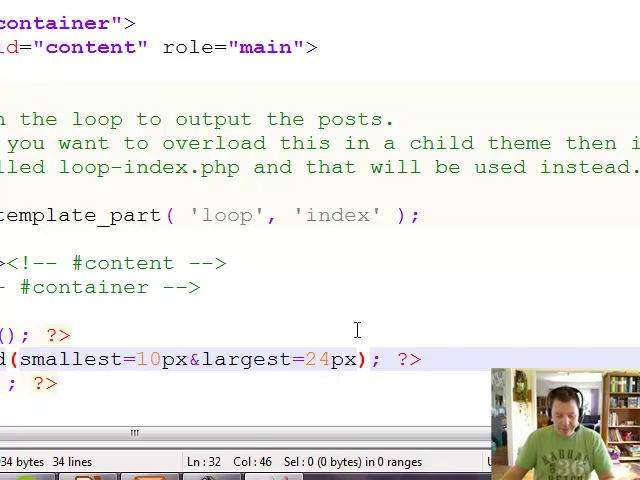 container">
id="content" role="main">
n the loop to output the posts.
you want to overload this in a child theme then i
lled loop-index.php and that will be used instead.
template_part( 'loop', 'index' );
><!-- #content -->
- #container -->
(); ?>
d(smallest=10px&largest=24px); ?>
; ?>
934 bytes 34 lines Ln : 32 Col : 46 Sel : 0 (0 bytes) in 0 ranges